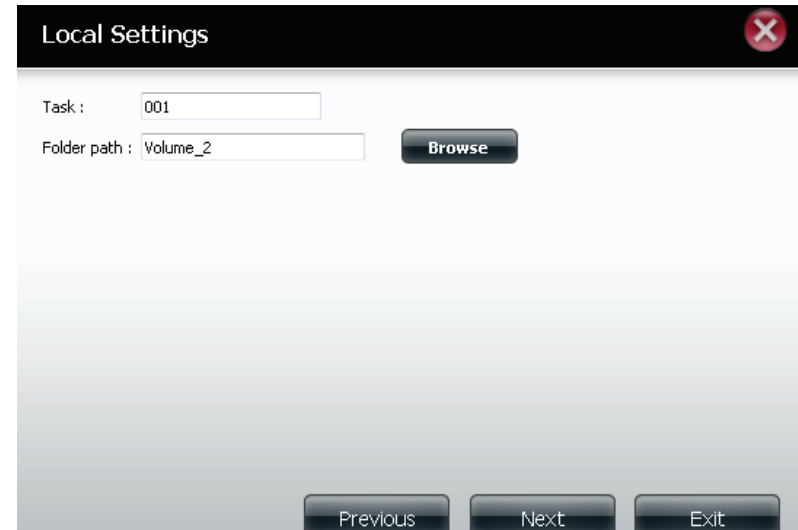 Local Settings
Task : 001
Folder path : Volume_2 Browse
Previous Next Exit